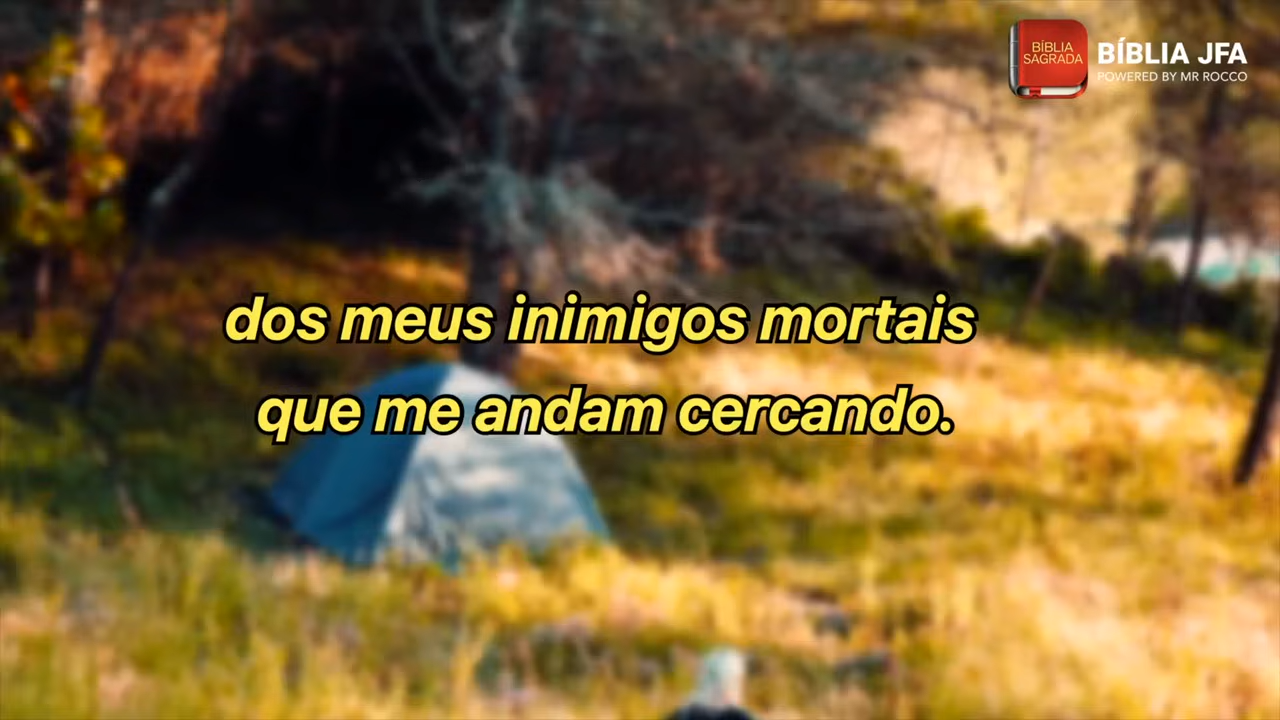 BÍBLIA
SAGRADA
BÍBLIA JFA
POWERED BY MR ROCCO
dos meus inimigos mortais
que me andam cercando.